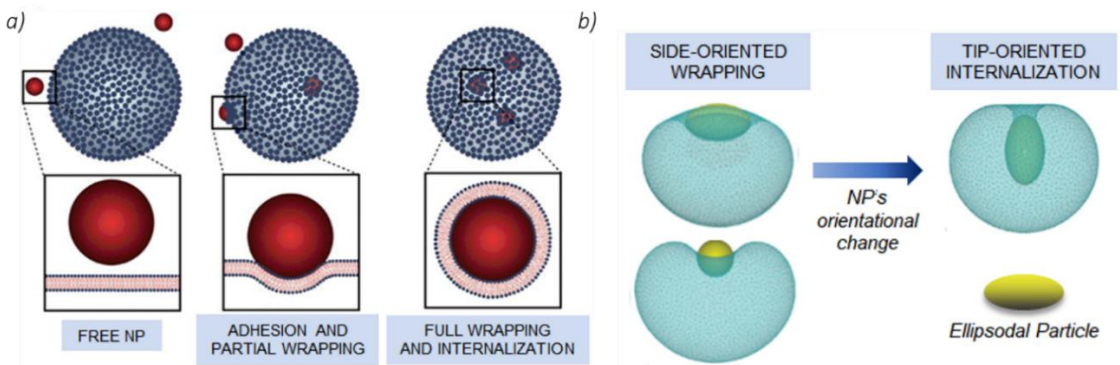 a)
FREE NP
ADHESION AND
PARTIAL WRAPPING
FULL WRAPPING
AND INTERNALIZATION
b)
SIDE-ORIENTED
WRAPPING
TIP-ORIENTED
INTERNALIZATION
NP's
orientational
change
Ellipsodal Particle